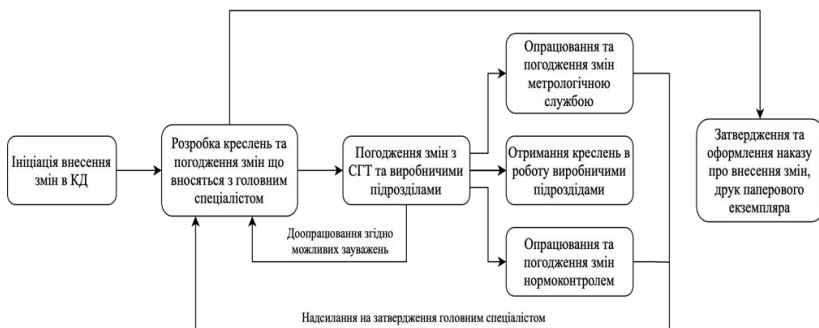 Ініціація внесення
змін в КД
Розробка креслень та
погодження змін що
вносяться з головним
спеціалістом
Погодження змін з
СГТ та виробничими
підрозділами
Опрацювання та
погодження змін
метрологічною
службою
Отримання креслень в
роботу виробничими
підроздідами
Опрацювання та
погодження змін
нормоконтролем
Затвердження та
оформлення наказу
про внесення змін,
друк паперового
екземпляра
Доопрацювання згідно
можливих зауважень
Надсилання на затвердження головним спеціалістом